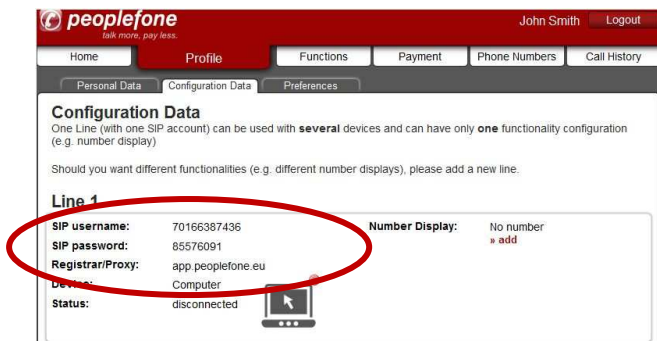 peoplefone
talk more, pay less.
John Smith Logout
Home Profile Functions Payment Phone Numbers Call History
Personal Data Configuration Data Preferences
Configuration Data
One Line (with one SIP account) can be used with several devices and can have only one functionality configuration
(e.g. number display)
Should you want different functionalities (e.g. different number displays), please add a new line.
Line 1
SIP username: 70166387436 Number Display: No number
SIP password: 85576091 » add
Registrar/Proxy: app.peoplefone.eu
Device: Computer
Status: disconnected